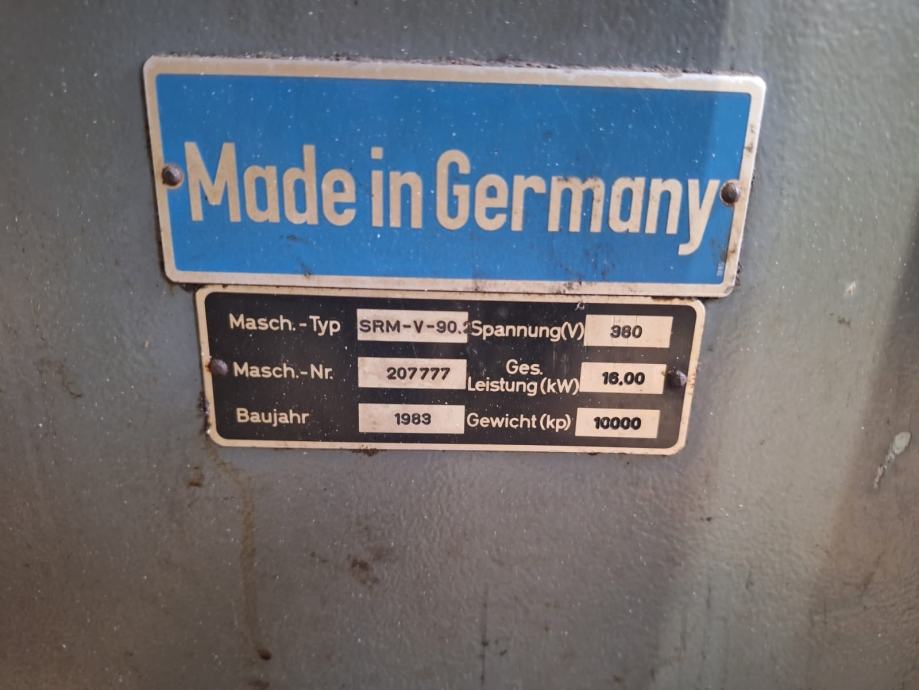 Made in Germany
Masch.-Typ SRM-V-90.2 Spannung(V) 380
Masch.-Nr. 207777 Ges. Leistung(kW) 16.00
Baujahr 1983 Gewicht(kp) 10000